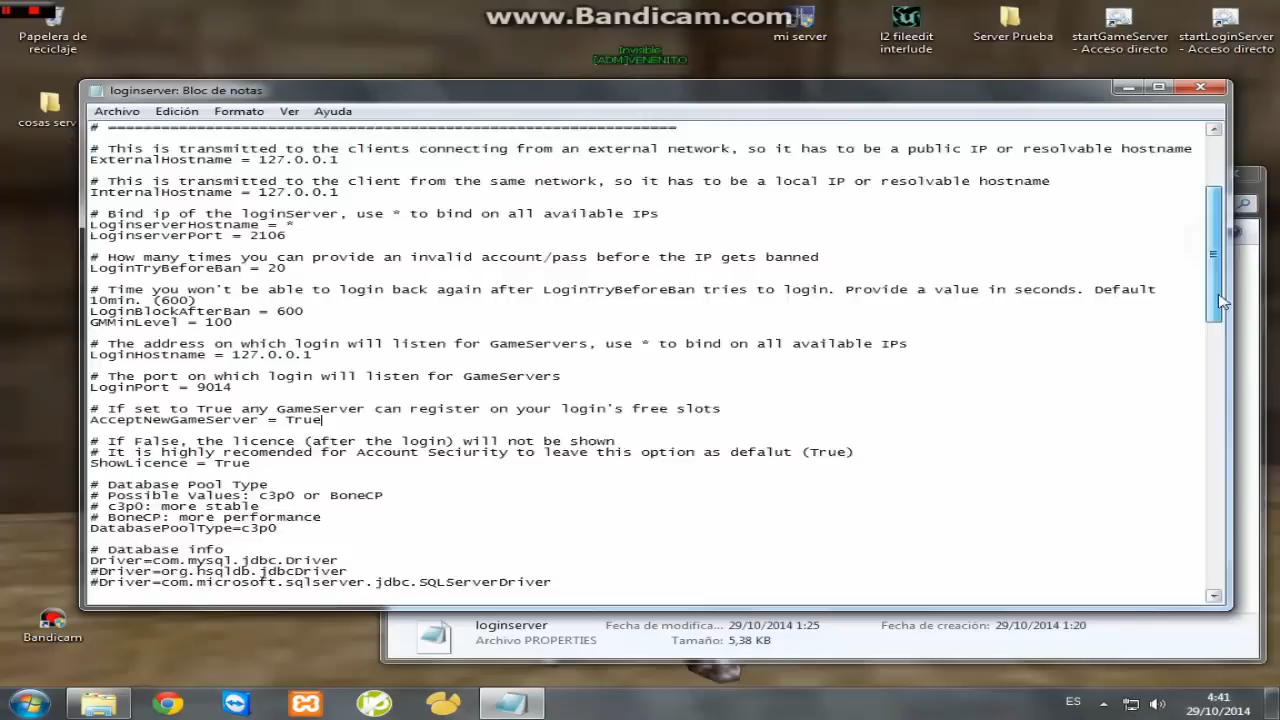 www.Bandicam.com
Papelera de
reciclaje
mi server
l2 fileedit
interlude
Server Prueba
startGameServer
- Acceso directo
startLoginServer
- Acceso directo
Invisible
[ADM]VENENITO
cosas serv
loginserver: Bloc de notas
Archivo Edición Formato Ver Ayuda
# ================================================================
# This is transmitted to the clients connecting from an external network, so it has to be a public IP or resolvable hostname
ExternalHostname = 127.0.0.1
# This is transmitted to the client from the same network, so it has to be a local IP or resolvable hostname
InternalHostname = 127.0.0.1
# Bind ip of the loginServer, use * to bind on all available IPs
LoginserverHostname = *
LoginserverPort = 2106
# How many times you can provide an invalid account/pass before the IP gets banned
LoginTryBeforeBan = 20
# Time you won't be able to login back again after LoginTryBeforeBan tries to login. Provide a value in seconds. Default
10min. (600)
LoginBlockAfterBan = 600
GMMinLevel = 100
# The address on which login will listen for GameServers, use * to bind on all available IPs
LoginHostname = 127.0.0.1
# The port on which login will listen for GameServers
LoginPort = 9014
# If set to True any GameServer can register on your login's free slots
AcceptNewGameServer = True
# If False, the licence (after the login) will not be shown
# It is highly recomended for Account Seciurity to leave this option as defalut (True)
ShowLicence = True
# Database Pool Type
# Possible Values: c3p0 or BoneCP
# c3p0: more stable
# BoneCP: more performance
DatabasePoolType=c3p0
# Database info
Driver=com.mysql.jdbc.Driver
#Driver=org.hsqldb.jdbcDriver
#Driver=com.microsoft.sqlserver.jdbc.SQLServerDriver
loginserver Fecha de modifica... 29/10/2014 1:25 Fecha de creación: 29/10/2014 1:20
Archivo PROPERTIES Tamaño: 5,38 KB
Bandicam
ES
4:41
29/10/2014